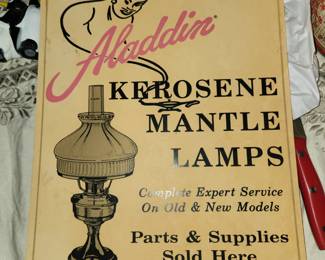 Aladdin®
KEROSENE
MANTLE
LAMPS
Complete Expert Service
On Old & New Models
Parts & Supplies
Sold Here